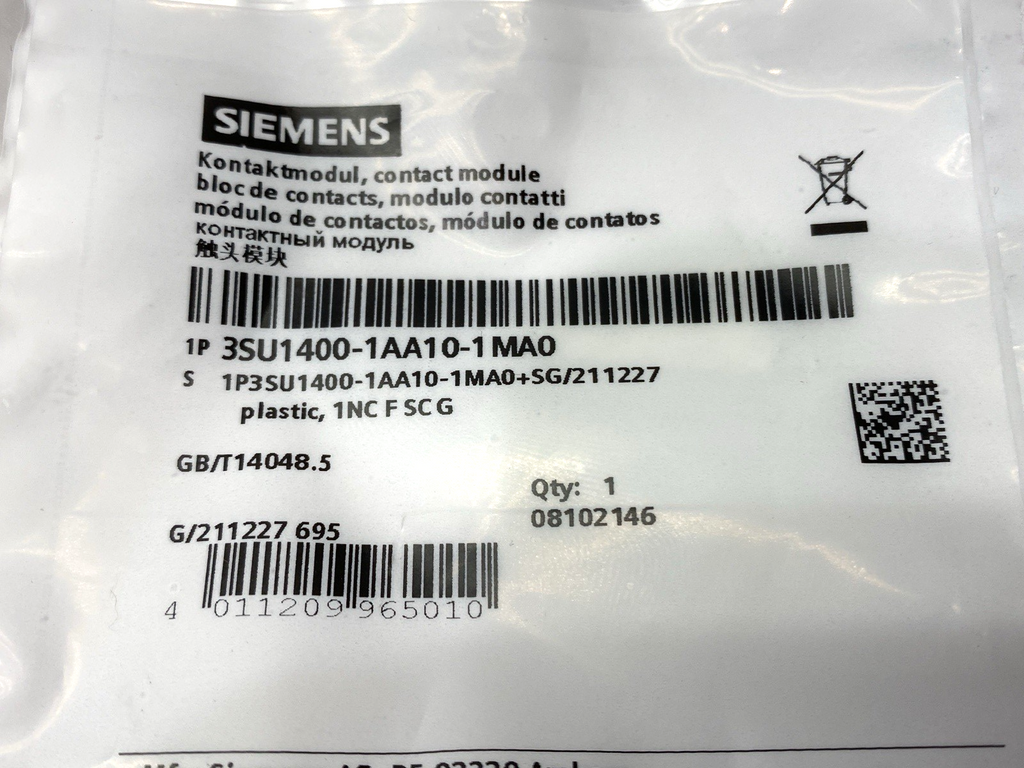 SIEMENS
Kontaktmodul, contact module
bloc de contacts, modulo contatti
módulo de contactos, módulo de contatos
контактный модуль
触头模块
1P 3SU1400-1AA10-1MA0
S 1P3SU1400-1AA10-1MA0+SG/211227
plastic, 1NC F SC G
GB/T14048.5
Qty: 1
08102146
G/211227 695
4 011209 965010